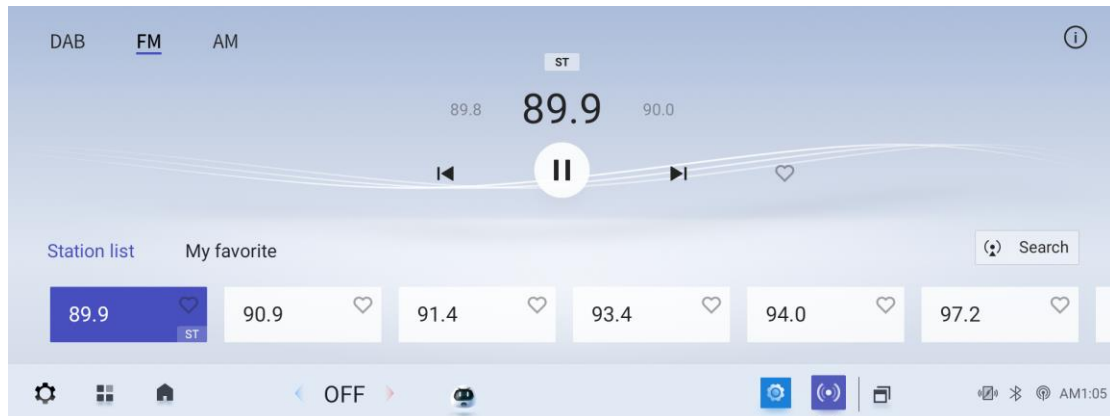 DAB FM AM
ST
89.8 89.9 90.0
Station list My favorite Search
89.9 90.9 91.4 93.4 94.0 97.2
ST
OFF AM1:05